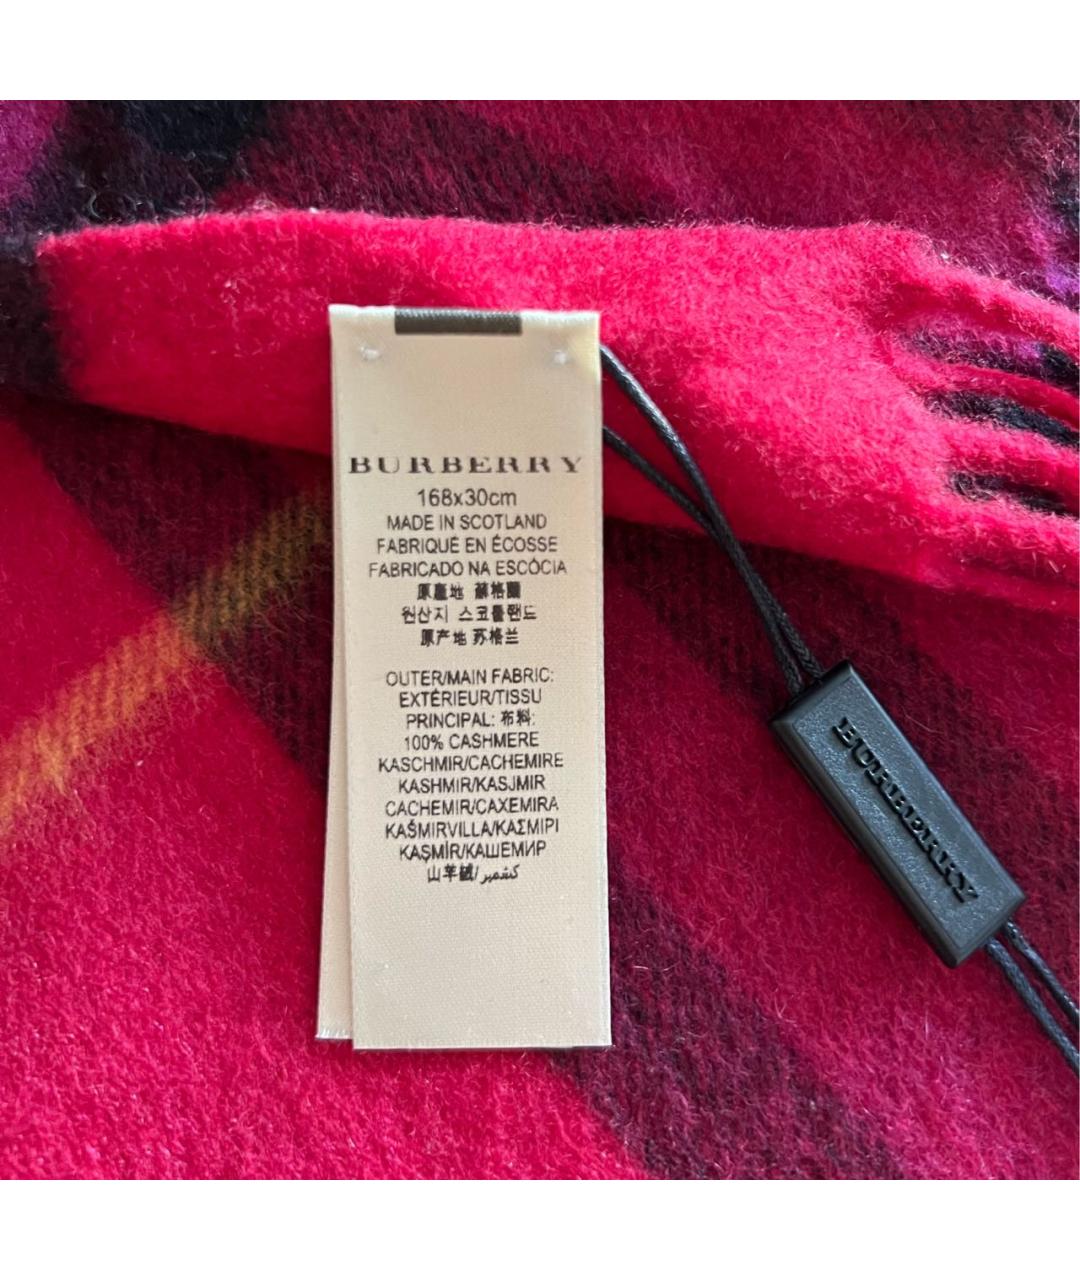 BURBERRY
168x30cm
MADE IN SCOTLAND
FABRIQUÉ EN ÉCOSSE
FABRICADO NA ESCÓCIA
原產地 蘇格蘭
원산지 스코틀랜드
原产地 苏格兰
OUTER/MAIN FABRIC:
EXTÉRIEUR/TISSU
PRINCIPAL: 布料:
100% CASHMERE
KASCHMIR/CACHEMIRE
KASHMIR/KASJMIR
CACHEMIR/CAXEMIRA
KAŠMIRVILLA/ΚΑΣΜΙΡΙ
KAŞMİR/КАШЕМИР
山羊絨/كشمير
BURBERRY